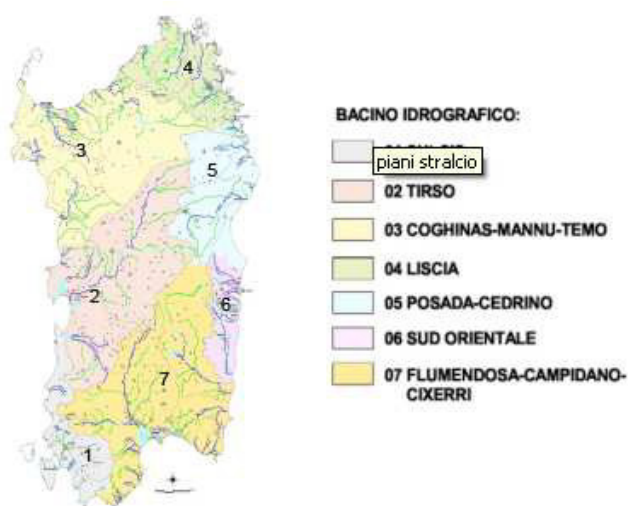 4
3
5
2
6
7
1
BACINO IDROGRAFICO:
piani stralcio
02 TIRSO
03 COGHINAS-MANNU-TEMO
04 LISCIA
05 POSADA-CEDRINO
06 SUD ORIENTALE
07 FLUMENDOSA-CAMPIDANO-
CIXERRI